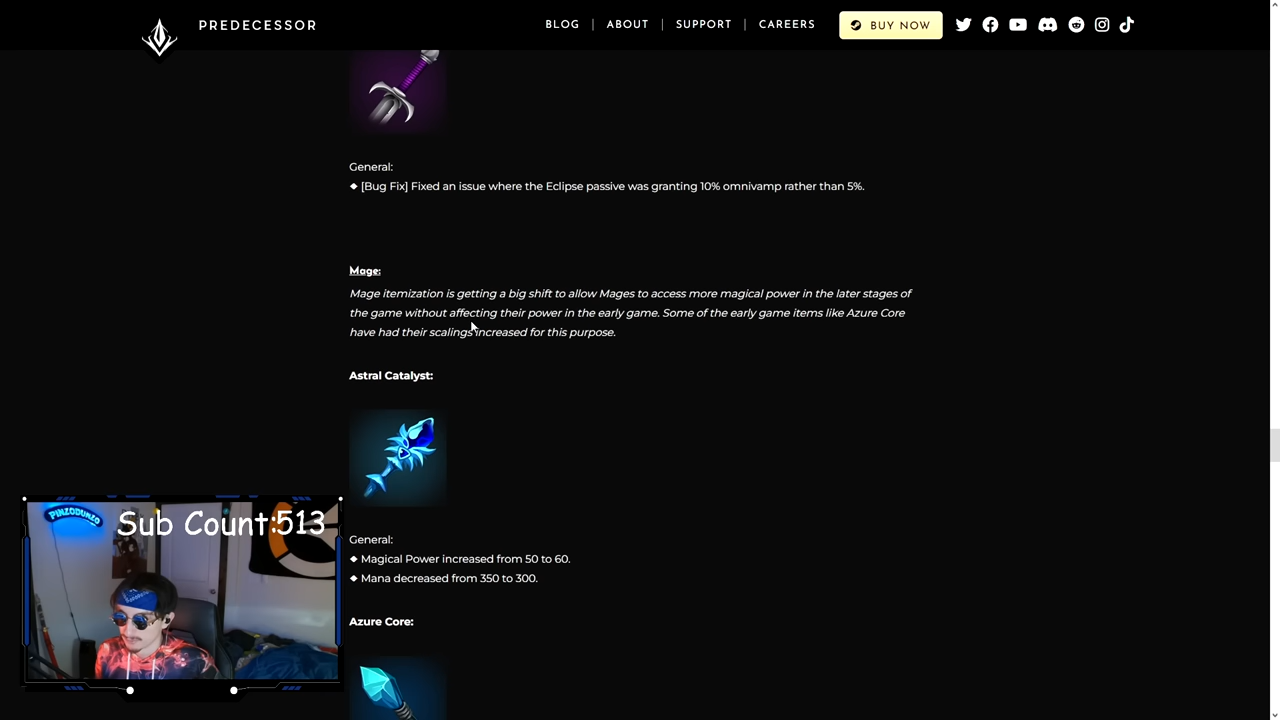 PREDECESSOR
BLOG | ABOUT | SUPPORT | CAREERS
BUY NOW
General:
❖ [Bug Fix] Fixed an issue where the Eclipse passive was granting 10% omnivamp rather than 5%.
Mage:
Mage itemization is getting a big shift to allow Mages to access more magical power in the later stages of
the game without affecting their power in the early game. Some of the early game items like Azure Core
have had their scalings increased for this purpose.
Astral Catalyst:
PINZODUNZO
Sub Count:513
General:
❖ Magical Power increased from 50 to 60.
❖ Mana decreased from 350 to 300.
Azure Core: